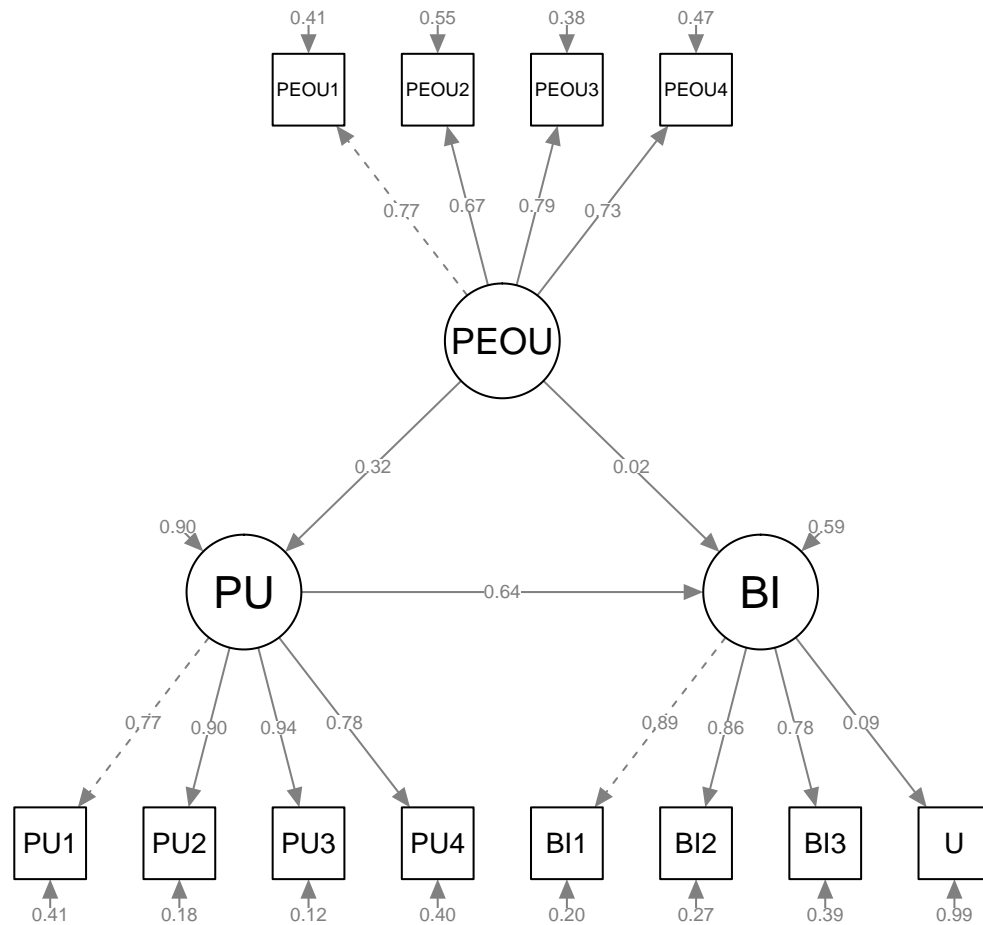 0.41 0.55 0.38 0.47
PEOU1 PEOU2 PEOU3 PEOU4
0.77 0.67 0.79 0.73
PEOU
0.32 0.02
0.90 0.59
PU 0.64 BI
0.77 0.90 0.94 0.78 0.89 0.86 0.78 0.09
PU1 PU2 PU3 PU4 BI1 BI2 BI3 U
0.41 0.18 0.12 0.40 0.20 0.27 0.39 0.99